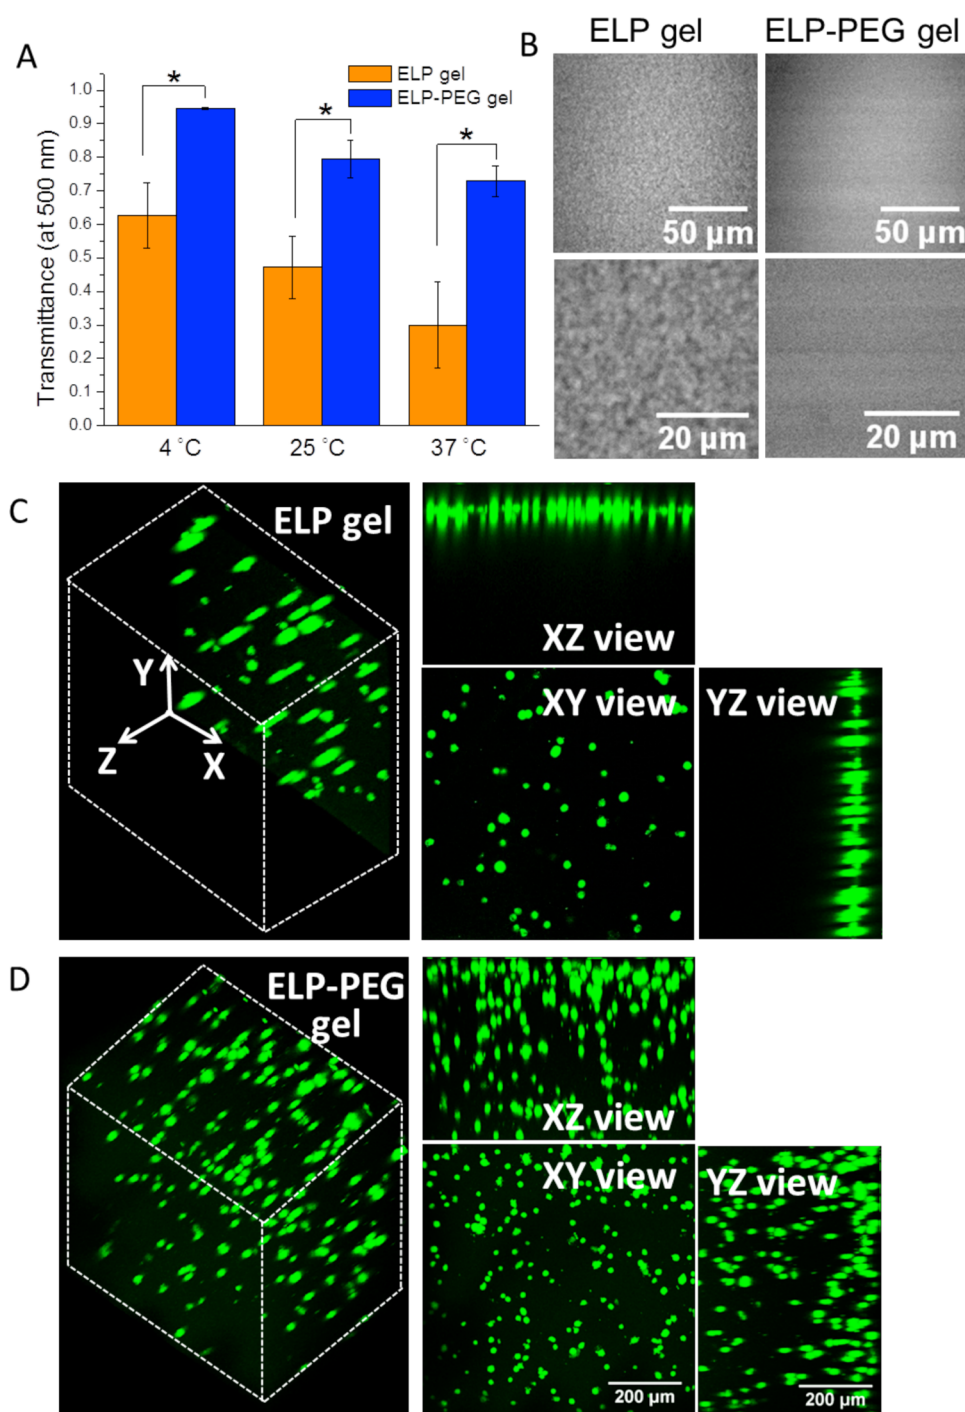 A
ELP gel
ELP-PEG gel
*
*
*
Transmittance (at 500 nm)
1.0
0.9
0.8
0.7
0.6
0.5
0.4
0.3
0.2
0.1
0.0
4 °C
25 °C
37 °C
B
ELP gel
ELP-PEG gel
50 µm
50 µm
20 µm
20 µm
C
ELP gel
Y
Z
X
XZ view
XY view
YZ view
D
ELP-PEG
gel
XZ view
XY view
YZ view
200 µm
200 µm